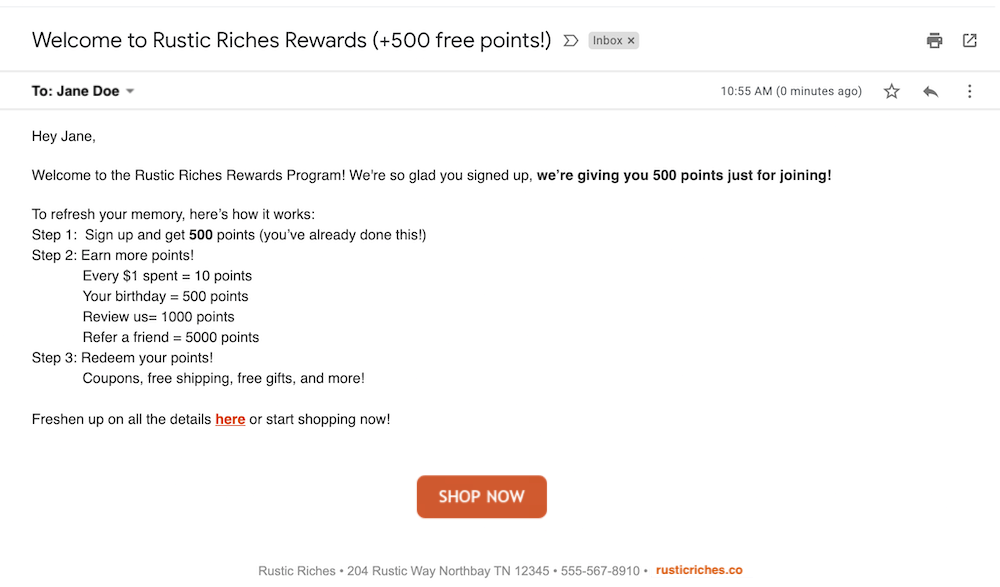 Welcome to Rustic Riches Rewards (+500 free points!) Inbox ×
To: Jane Doe 10:55 AM (0 minutes ago)
Hey Jane,
Welcome to the Rustic Riches Rewards Program! We're so glad you signed up, we’re giving you 500 points just for joining!
To refresh your memory, here’s how it works:
Step 1:  Sign up and get 500 points (you’ve already done this!)
Step 2: Earn more points!
Every $1 spent = 10 points
Your birthday = 500 points
Review us= 1000 points
Refer a friend = 5000 points
Step 3: Redeem your points!
Coupons, free shipping, free gifts, and more!
Freshen up on all the details here or start shopping now!
SHOP NOW
Rustic Riches • 204 Rustic Way Northbay TN 12345 • 555-567-8910 • rusticriches.co